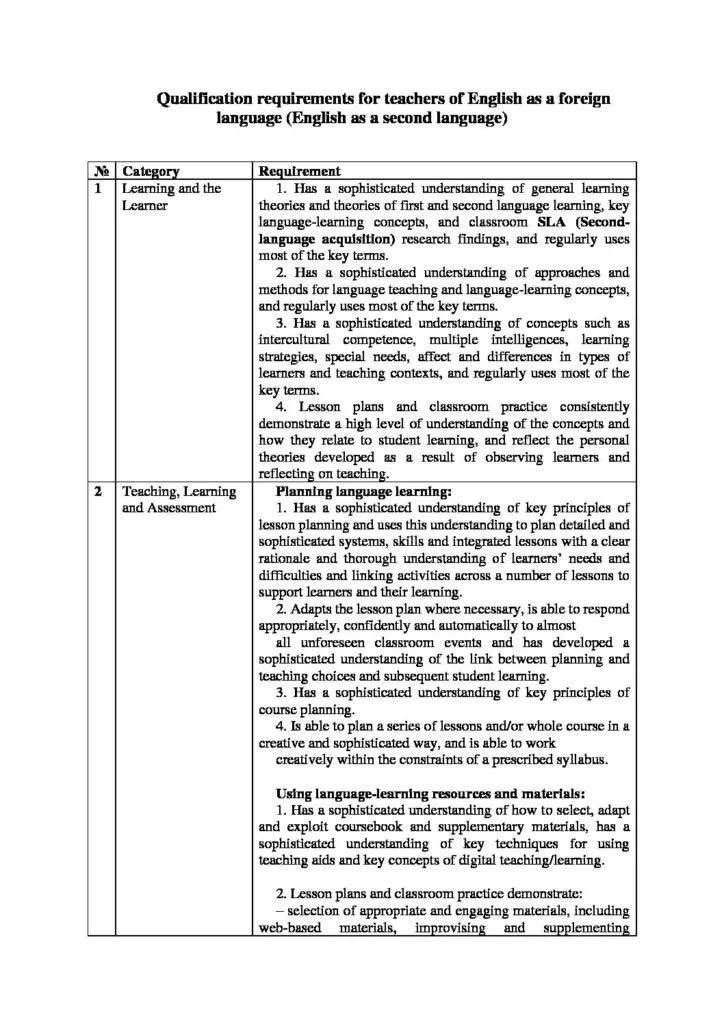 Qualification requirements for teachers of English as a foreign
language (English as a second language)
№ Category Requirement
1 Learning and the
Learner
1. Has a sophisticated understanding of general learning
theories and theories of first and second language learning, key
language-learning concepts, and classroom SLA (Second-
language acquisition) research findings, and regularly uses
most of the key terms.
2. Has a sophisticated understanding of approaches and
methods for language teaching and language-learning concepts,
and regularly uses most of the key terms.
3. Has a sophisticated understanding of concepts such as
intercultural competence, multiple intelligences, learning
strategies, special needs, affect and differences in types of
learners and teaching contexts, and regularly uses most of the
key terms.
4. Lesson plans and classroom practice consistently
demonstrate a high level of understanding of the concepts and
how they relate to student learning, and reflect the personal
theories developed as a result of observing learners and
reflecting on teaching.
2 Teaching, Learning
and Assessment
Planning language learning:
1. Has a sophisticated understanding of key principles of
lesson planning and uses this understanding to plan detailed and
sophisticated systems, skills and integrated lessons with a clear
rationale and thorough understanding of learners’ needs and
difficulties and linking activities across a number of lessons to
support learners and their learning.
2. Adapts the lesson plan where necessary, is able to respond
appropriately, confidently and automatically to almost
all unforeseen classroom events and has developed a
sophisticated understanding of the link between planning and
teaching choices and subsequent student learning.
3. Has a sophisticated understanding of key principles of
course planning.
4. Is able to plan a series of lessons and/or whole course in a
creative and sophisticated way, and is able to work
creatively within the constraints of a prescribed syllabus.
Using language-learning resources and materials:
1. Has a sophisticated understanding of how to select, adapt
and exploit coursebook and supplementary materials, has a
sophisticated understanding of key techniques for using
teaching aids and key concepts of digital teaching/learning.
2. Lesson plans and classroom practice demonstrate:
– selection of appropriate and engaging materials, including
web-based materials, improvising and supplementing